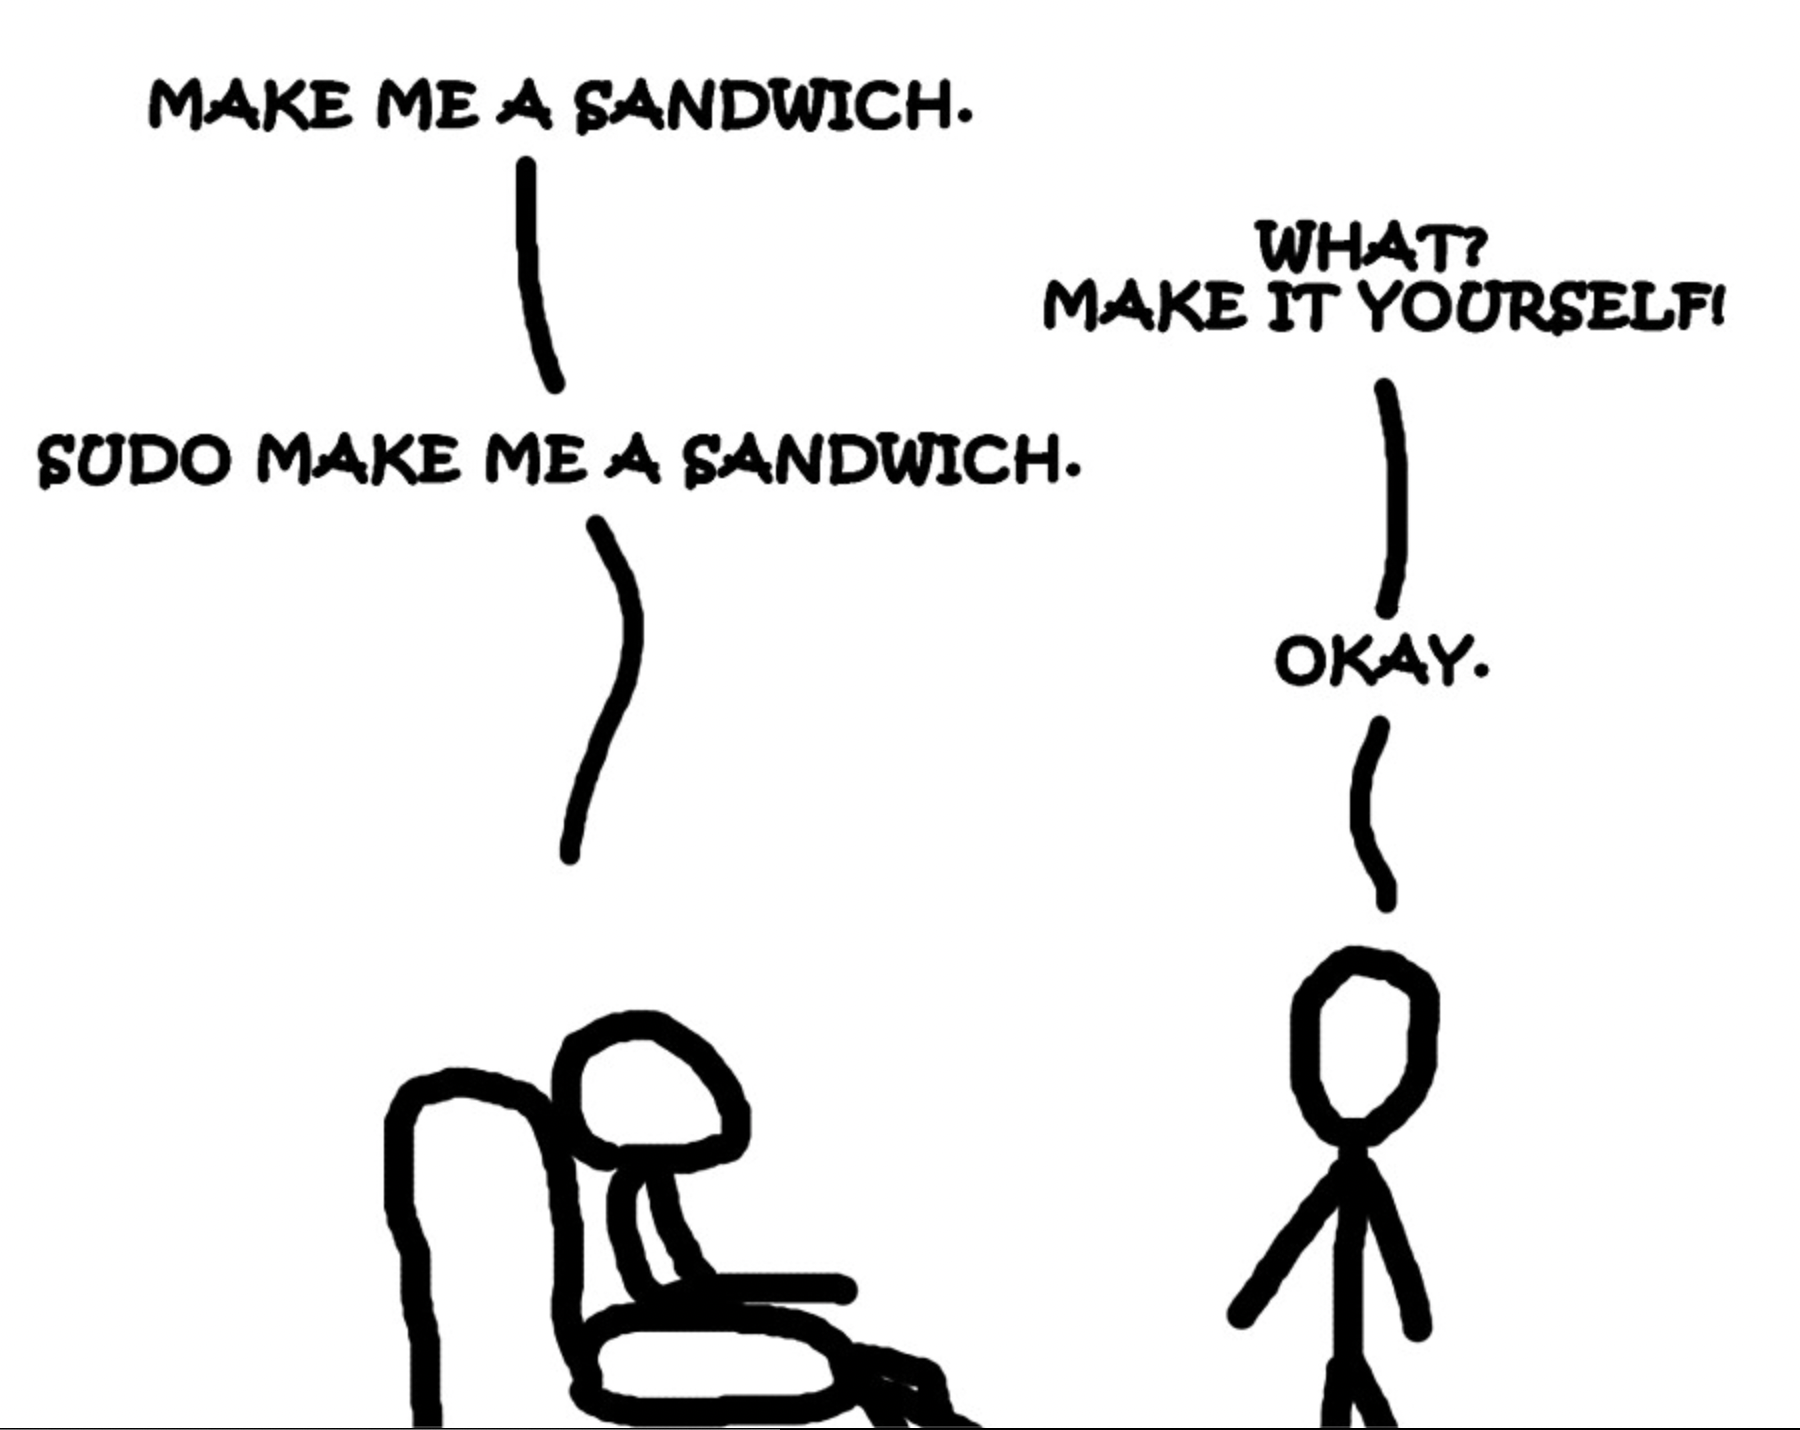 MAKE ME A SANDWICH.
WHAT?
MAKE IT YOURSELF!
SUDO MAKE ME A SANDWICH.
OKAY.